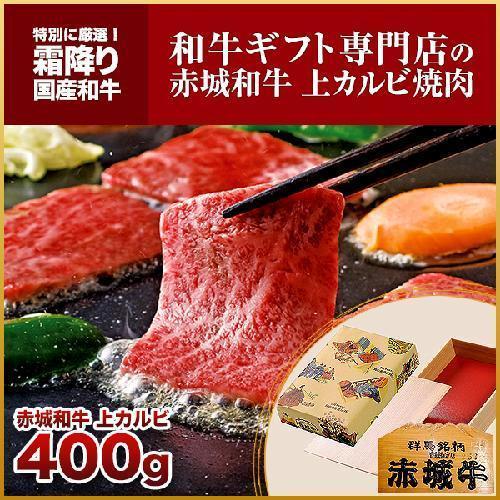 特別に厳選！
霜降り
国産和牛
和牛ギフト専門店の
赤城和牛 上カルビ焼肉
赤城和牛 上カルビ
400g
群馬銘柄
赤城牛